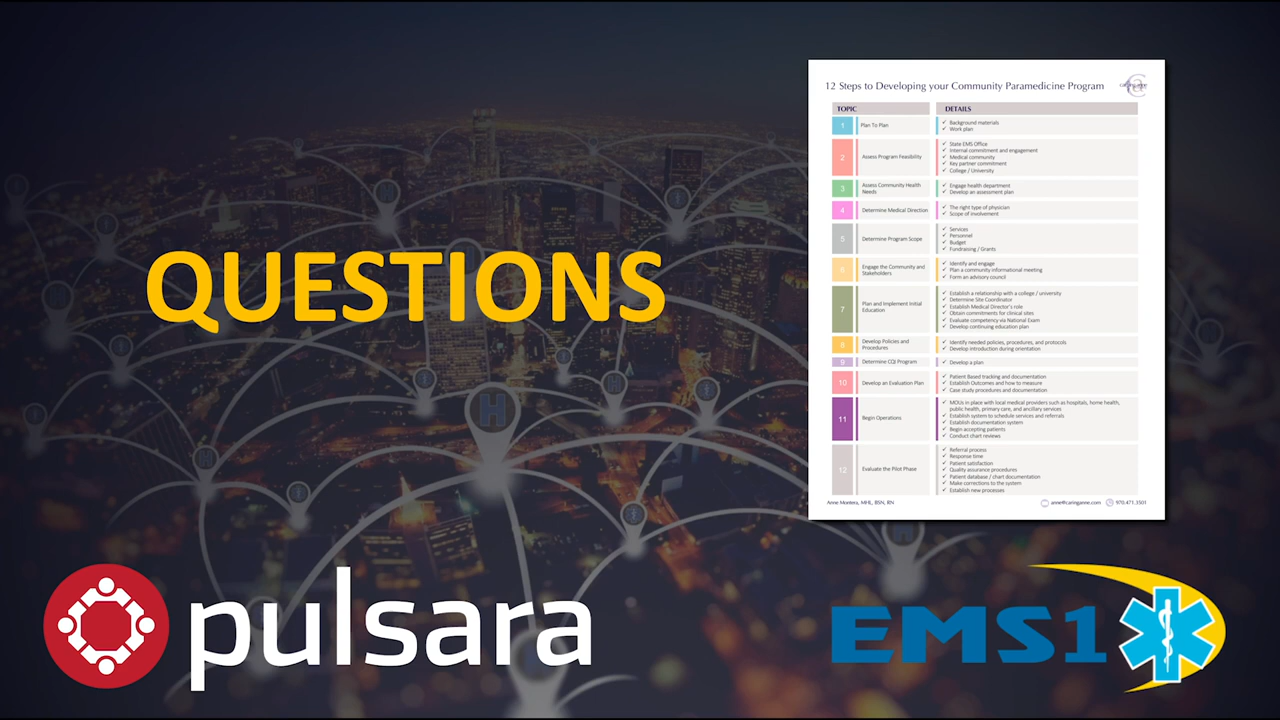 QUESTIONS
12 Steps to Developing your Community Paramedicine Program
TOPIC
DETAILS
1
Plan To Plan
✓ Background materials
✓ Work plan
2
Assess Program Feasibility
✓ State EMS Office
✓ Internal commitment and engagement
✓ Medical community
✓ Key partner commitment
✓ College / University
3
Assess Community Health
Needs
✓ Engage health department
✓ Develop an assessment plan
4
Determine Medical Direction
✓ The right type of physician
✓ Scope of involvement
5
Determine Program Scope
✓ Services
✓ Personnel
✓ Budget
✓ Fundraising / Grants
6
Engage the Community and
Stakeholders
✓ Identify and engage
✓ Plan a community informational meeting
✓ Form an advisory council
7
Plan and Implement Initial
Education
✓ Establish a relationship with a college / university
✓ Determine Site Coordinator
✓ Establish Medical Director's role
✓ Obtain commitments for clinical sites
✓ Evaluate competency via National Exam
✓ Develop continuing education plan
8
Develop Policies and
Procedures
✓ Identify needed policies, procedures, and protocols
✓ Develop introduction during orientation
9
Determine CQI Program
✓ Develop a plan
10
Develop an Evaluation Plan
✓ Patient Based tracking and documentation
✓ Establish Outcomes and how to measure
✓ Case study procedures and documentation
11
Begin Operations
✓ MOUs in place with local medical providers such as hospitals, home health,
public health, primary care, and ancillary services
✓ Establish system to schedule services and referrals
✓ Establish documentation system
✓ Begin accepting patients
✓ Conduct chart reviews
12
Evaluate the Pilot Phase
✓ Referral process
✓ Response time
✓ Patient satisfaction
✓ Quality assurance procedures
✓ Patient database / chart documentation
✓ Make corrections to the system
✓ Establish new processes
Anne Montera, MHL, BSN, RN
anne@caringanne.com
970.471.3501
H
pulsara
EMS1